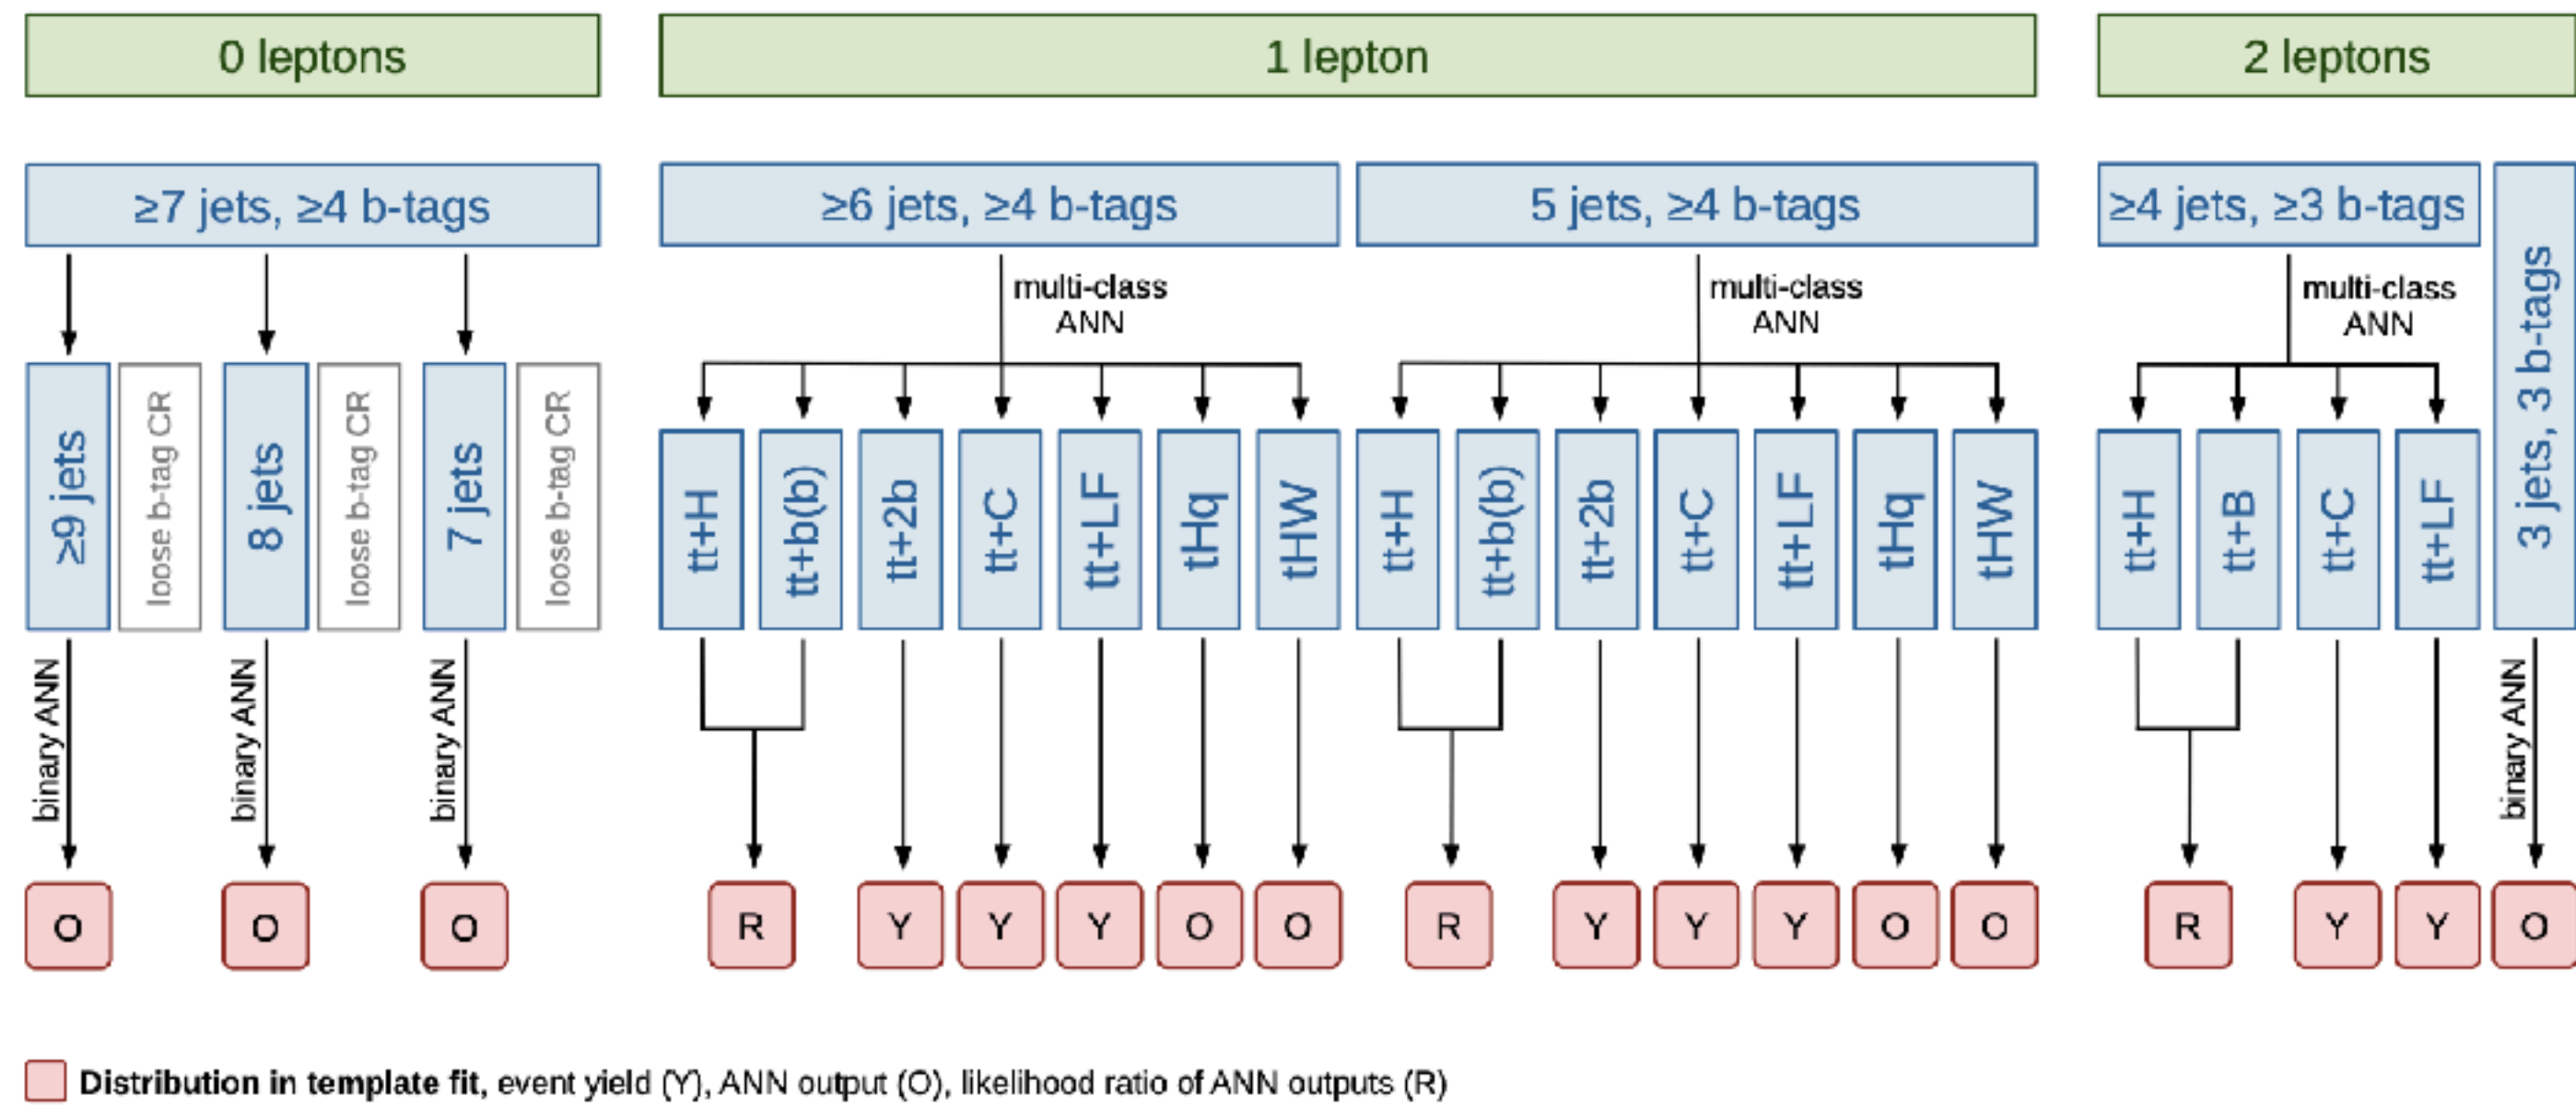 0 leptons
1 lepton
2 leptons
≥7 jets, ≥4 b-tags
≥6 jets, ≥4 b-tags
5 jets, ≥4 b-tags
≥4 jets, ≥3 b-tags
3 jets, 3 b-tags
multi-class
ANN
multi-class
ANN
multi-class
ANN
≥9 jets
loose b-tag CR
8 jets
loose b-tag CR
7 jets
loose b-tag CR
tt+H
tt+b(b)
tt+2b
tt+C
tt+LF
tHq
tHW
tt+H
tt+b(b)
tt+2b
tt+C
tt+LF
tHq
tHW
tt+H
tt+B
tt+C
tt+LF
binary ANN
binary ANN
binary ANN
binary ANN
O
O
O
R
Y
Y
Y
O
O
R
Y
Y
Y
O
O
R
Y
Y
O
Distribution in template fit, event yield (Y), ANN output (O), likelihood ratio of ANN outputs (R)